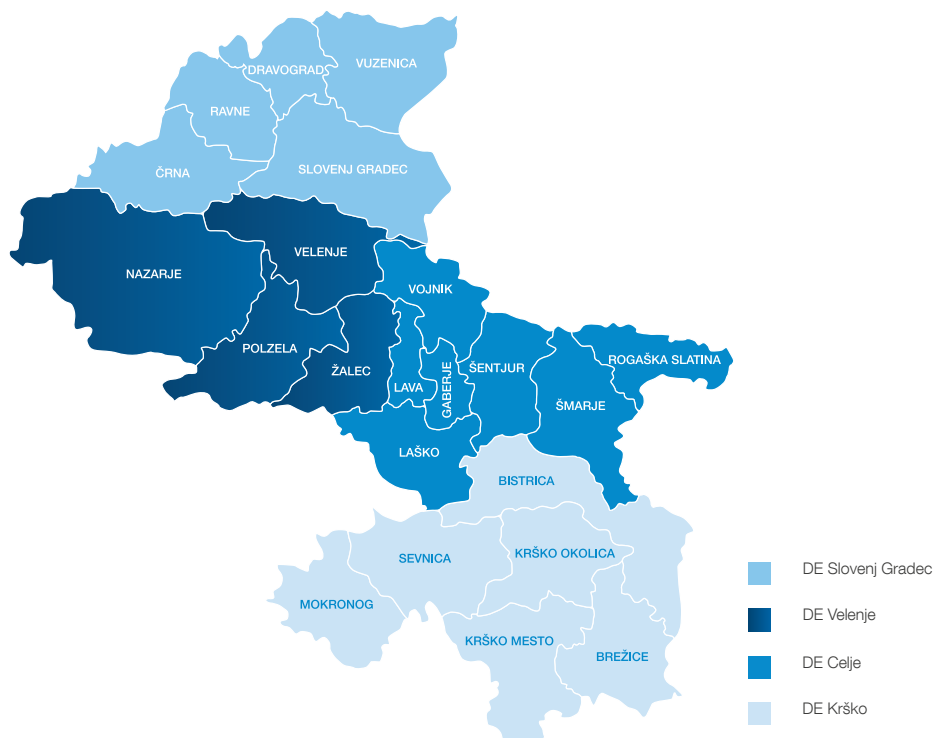 VUZENICA
DRAVOGRAD
RAVNE
SLOVENJ GRADEC
ČRNA
VELENJE
NAZARJE
VOJNIK
POLZELA
ROGAŠKA SLATINA
ŽALEC
ŠENTJUR
LAVA
GABERJE
ŠMARJE
LAŠKO
BISTRICA
KRŠKO OKOLICA
SEVNICA
MOKRONOG
KRŠKO MESTO
BREŽICE
DE Slovenj Gradec
DE Velenje
DE Celje
DE Krško